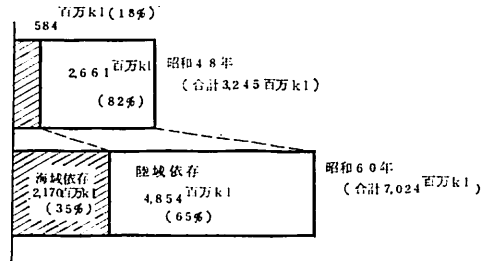 百万kl(18%)
584
2,661百万kl
(82%)
昭和48年
(合計3,245百万kl)
海域依存
2,170百万kl
(35%)
陸域依存
4,854百万kl
(65%)
昭和60年
(合計7,024百万kl)